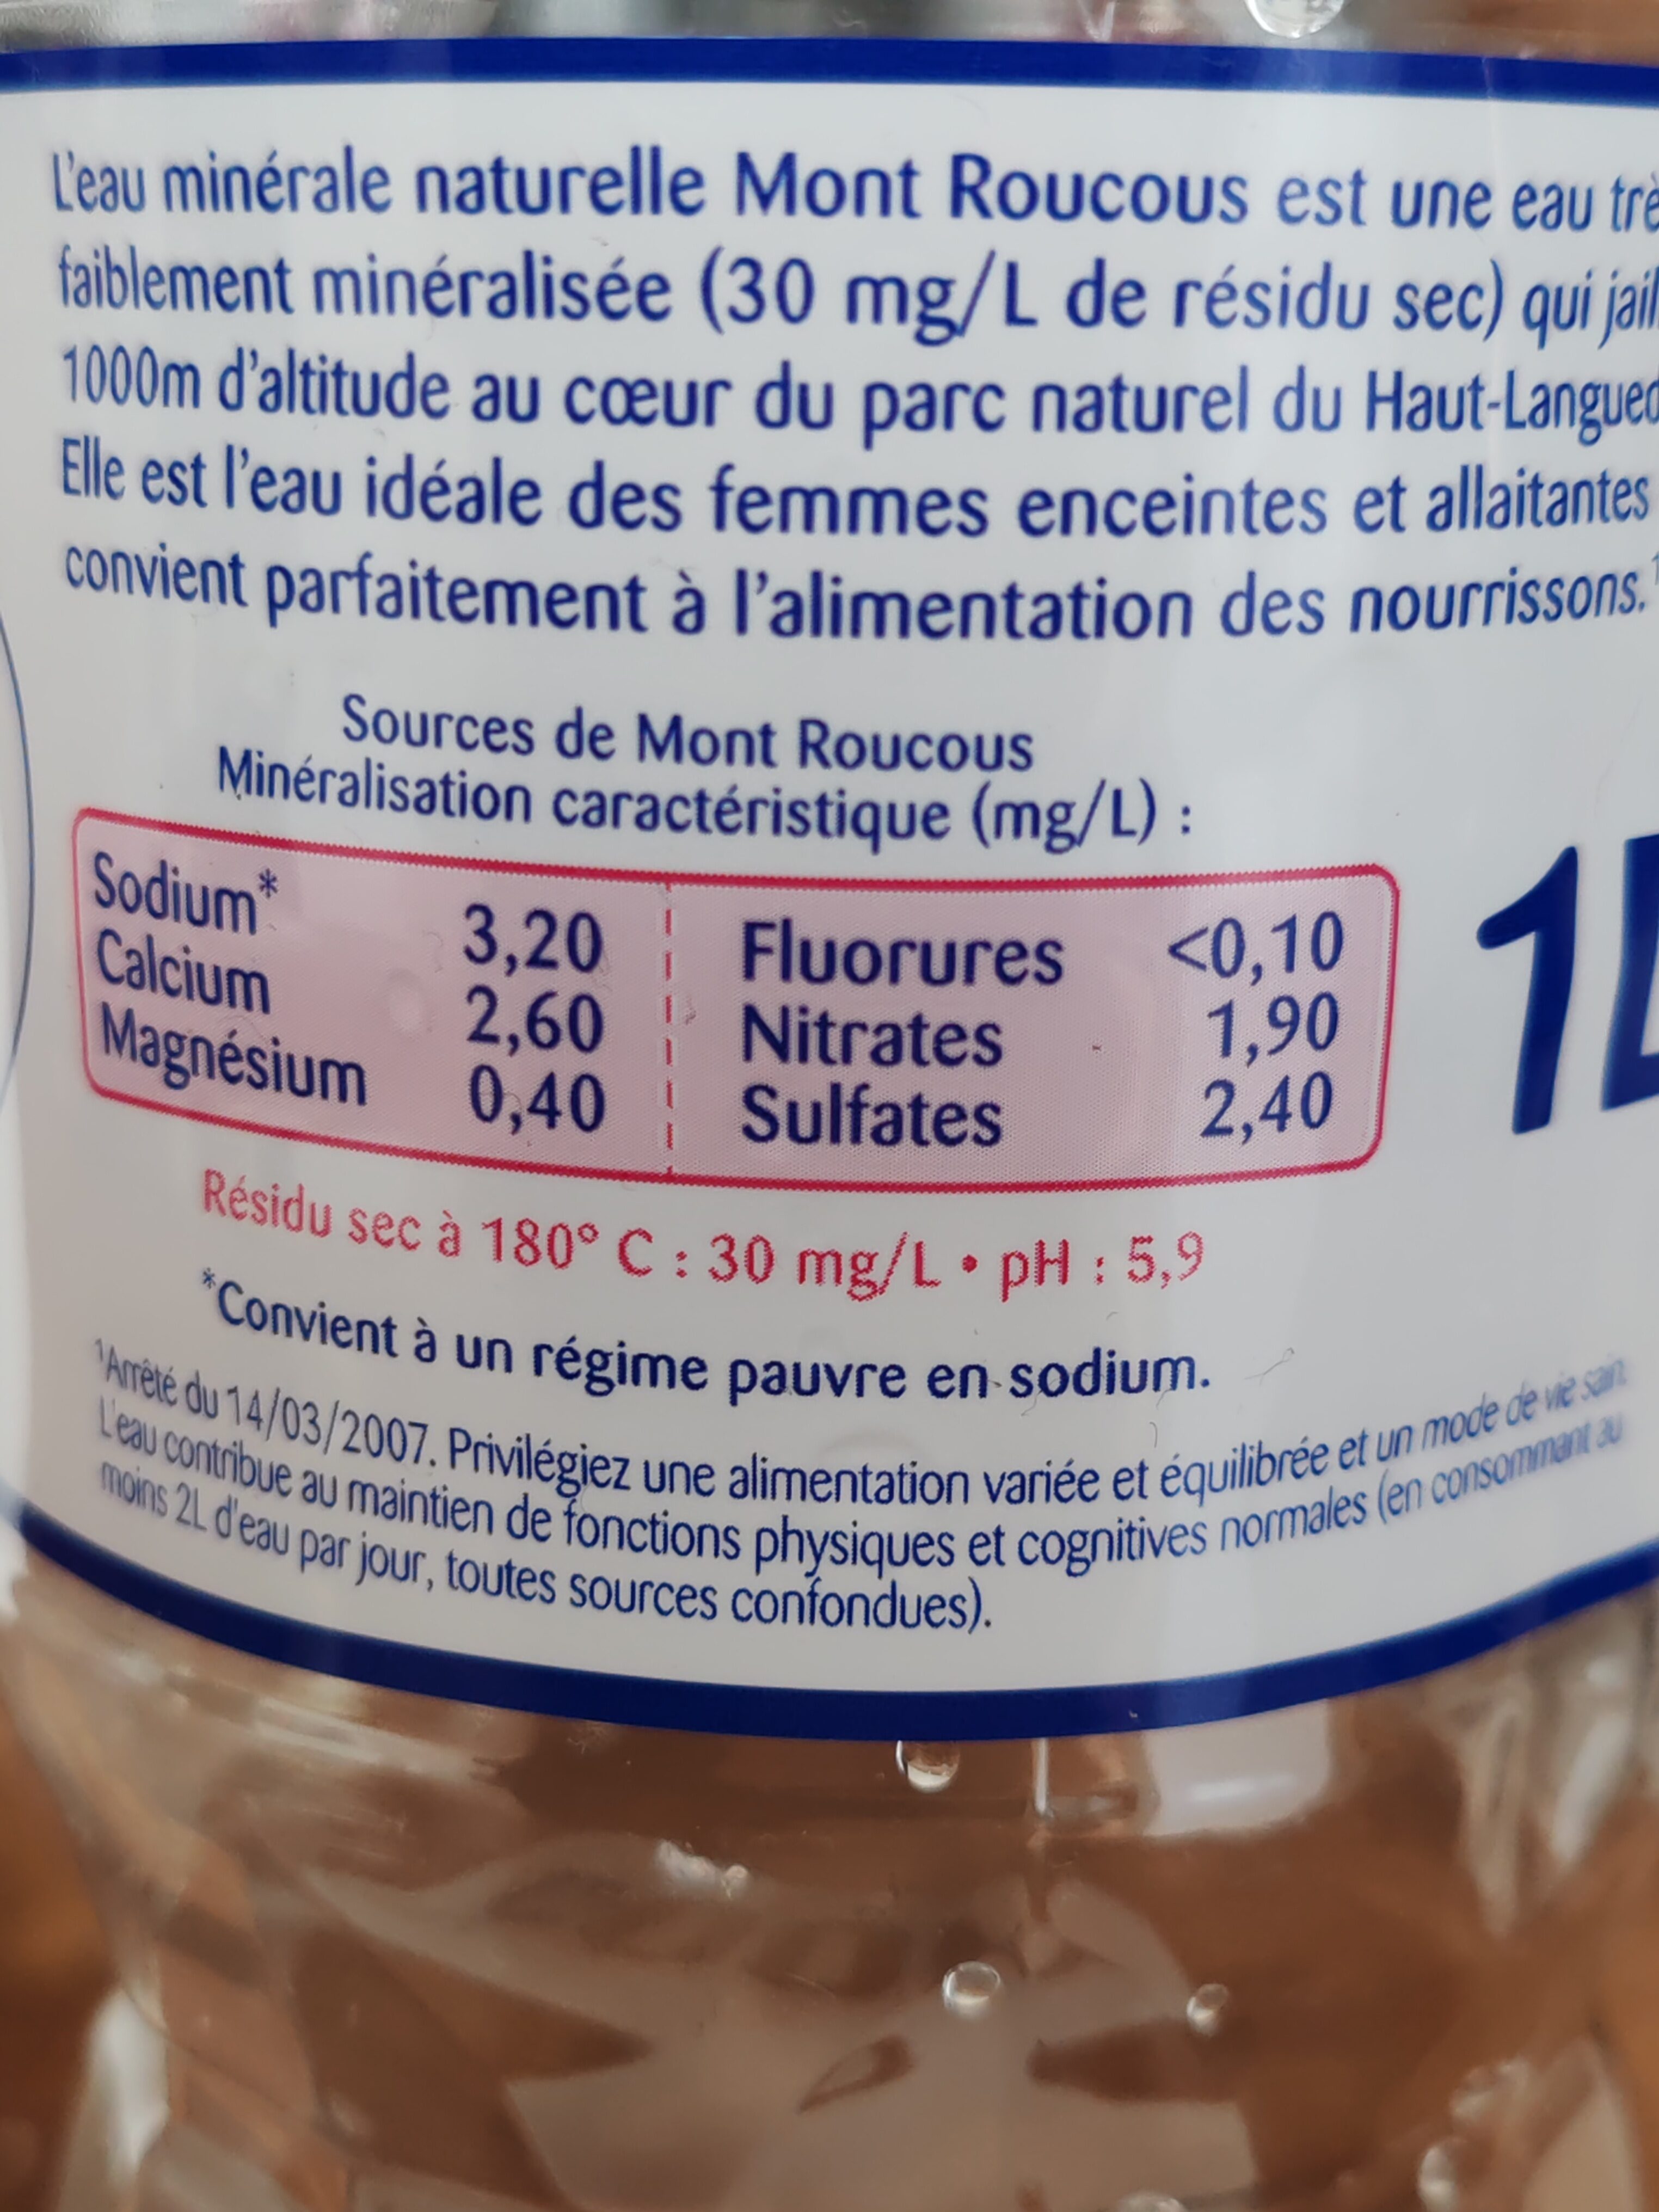 L'eau minérale naturelle Mont Roucous est une eau trè
faiblement minéralisée (30 mg/L de résidu sec) qui jail
1000m d'altitude au cœur du parc naturel du Haut-Langued
Elle est l'eau idéale des femmes enceintes et allaitantes
convient parfaitement à l'alimentation des nourrissons.¹
Sources de Mont Roucous
Minéralisation caractéristique (mg/L) :
Sodium* 3,20 Fluorures <0,10
Calcium 2,60 Nitrates 1,90
Magnésium 0,40 Sulfates 2,40
1L
Résidu sec à 180° C : 30 mg/L • pH : 5,9
*Convient à un régime pauvre en sodium.
¹Arrêté du 14/03/2007. Privilégiez une alimentation variée et équilibrée et un mode de vie sain.
L'eau contribue au maintien de fonctions physiques et cognitives normales (en consommant au
moins 2L d'eau par jour, toutes sources confondues).